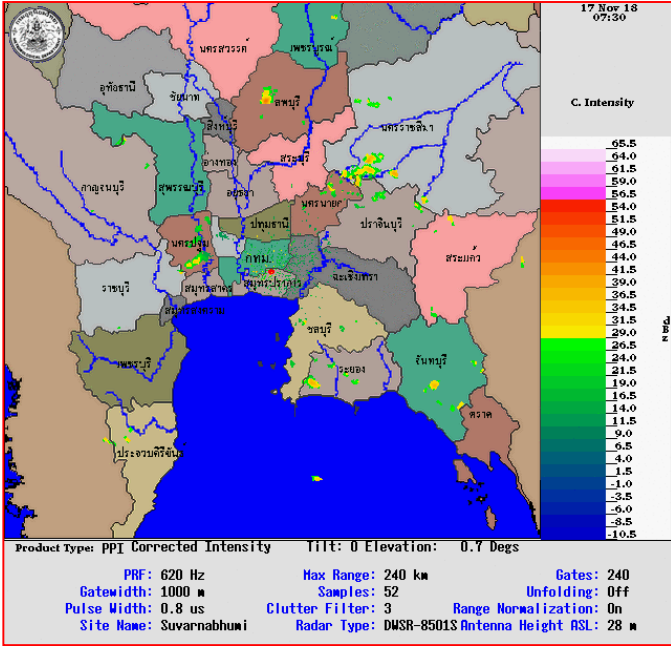 17 Nov 18
07:30
C. Intensity
นครสวรรค์
เพชรบูรณ์
อุทัยธานี
ชัยนาท
ลพบุรี
สิงห์บุรี
นครราชสีมา
อ่างทอง
สระบุรี
กาญจนบุรี
สุพรรณบุรี
อยุธยา
นครนายก
ปราจีนบุรี
ปทุมธานี
นครปฐม
กทม.
สระแก้ว
ราชบุรี
สมุทรสาคร
สมุทรปราการ
ฉะเชิงเทรา
สมุทรสงคราม
ชลบุรี
เพชรบุรี
ระยอง
จันทบุรี
ตราด
ประจวบคีรีขันธ์
65.5
64.0
61.5
59.0
56.5
54.0
51.5
49.0
46.5
44.0
41.5
39.0
36.5
34.0
31.5
29.0
26.5
24.0
21.5
19.0
16.5
14.0
11.5
9.0
6.5
4.0
1.5
-1.0
-3.5
-6.0
-8.5
-10.5
Product Type: PPI Corrected Intensity Tilt: 0 Elevation: 0.7 Degs
PRF: 620 Hz Max Range: 240 km Gates: 240
Gatewidth: 1000 m Samples: 52 Unfolding: Off
Pulse Width: 0.8 us Clutter Filter: 3 Range Normalization: On
Site Name: Suvarnabhumi Radar Type: DWSR-8501S Antenna Height ASL: 28 m